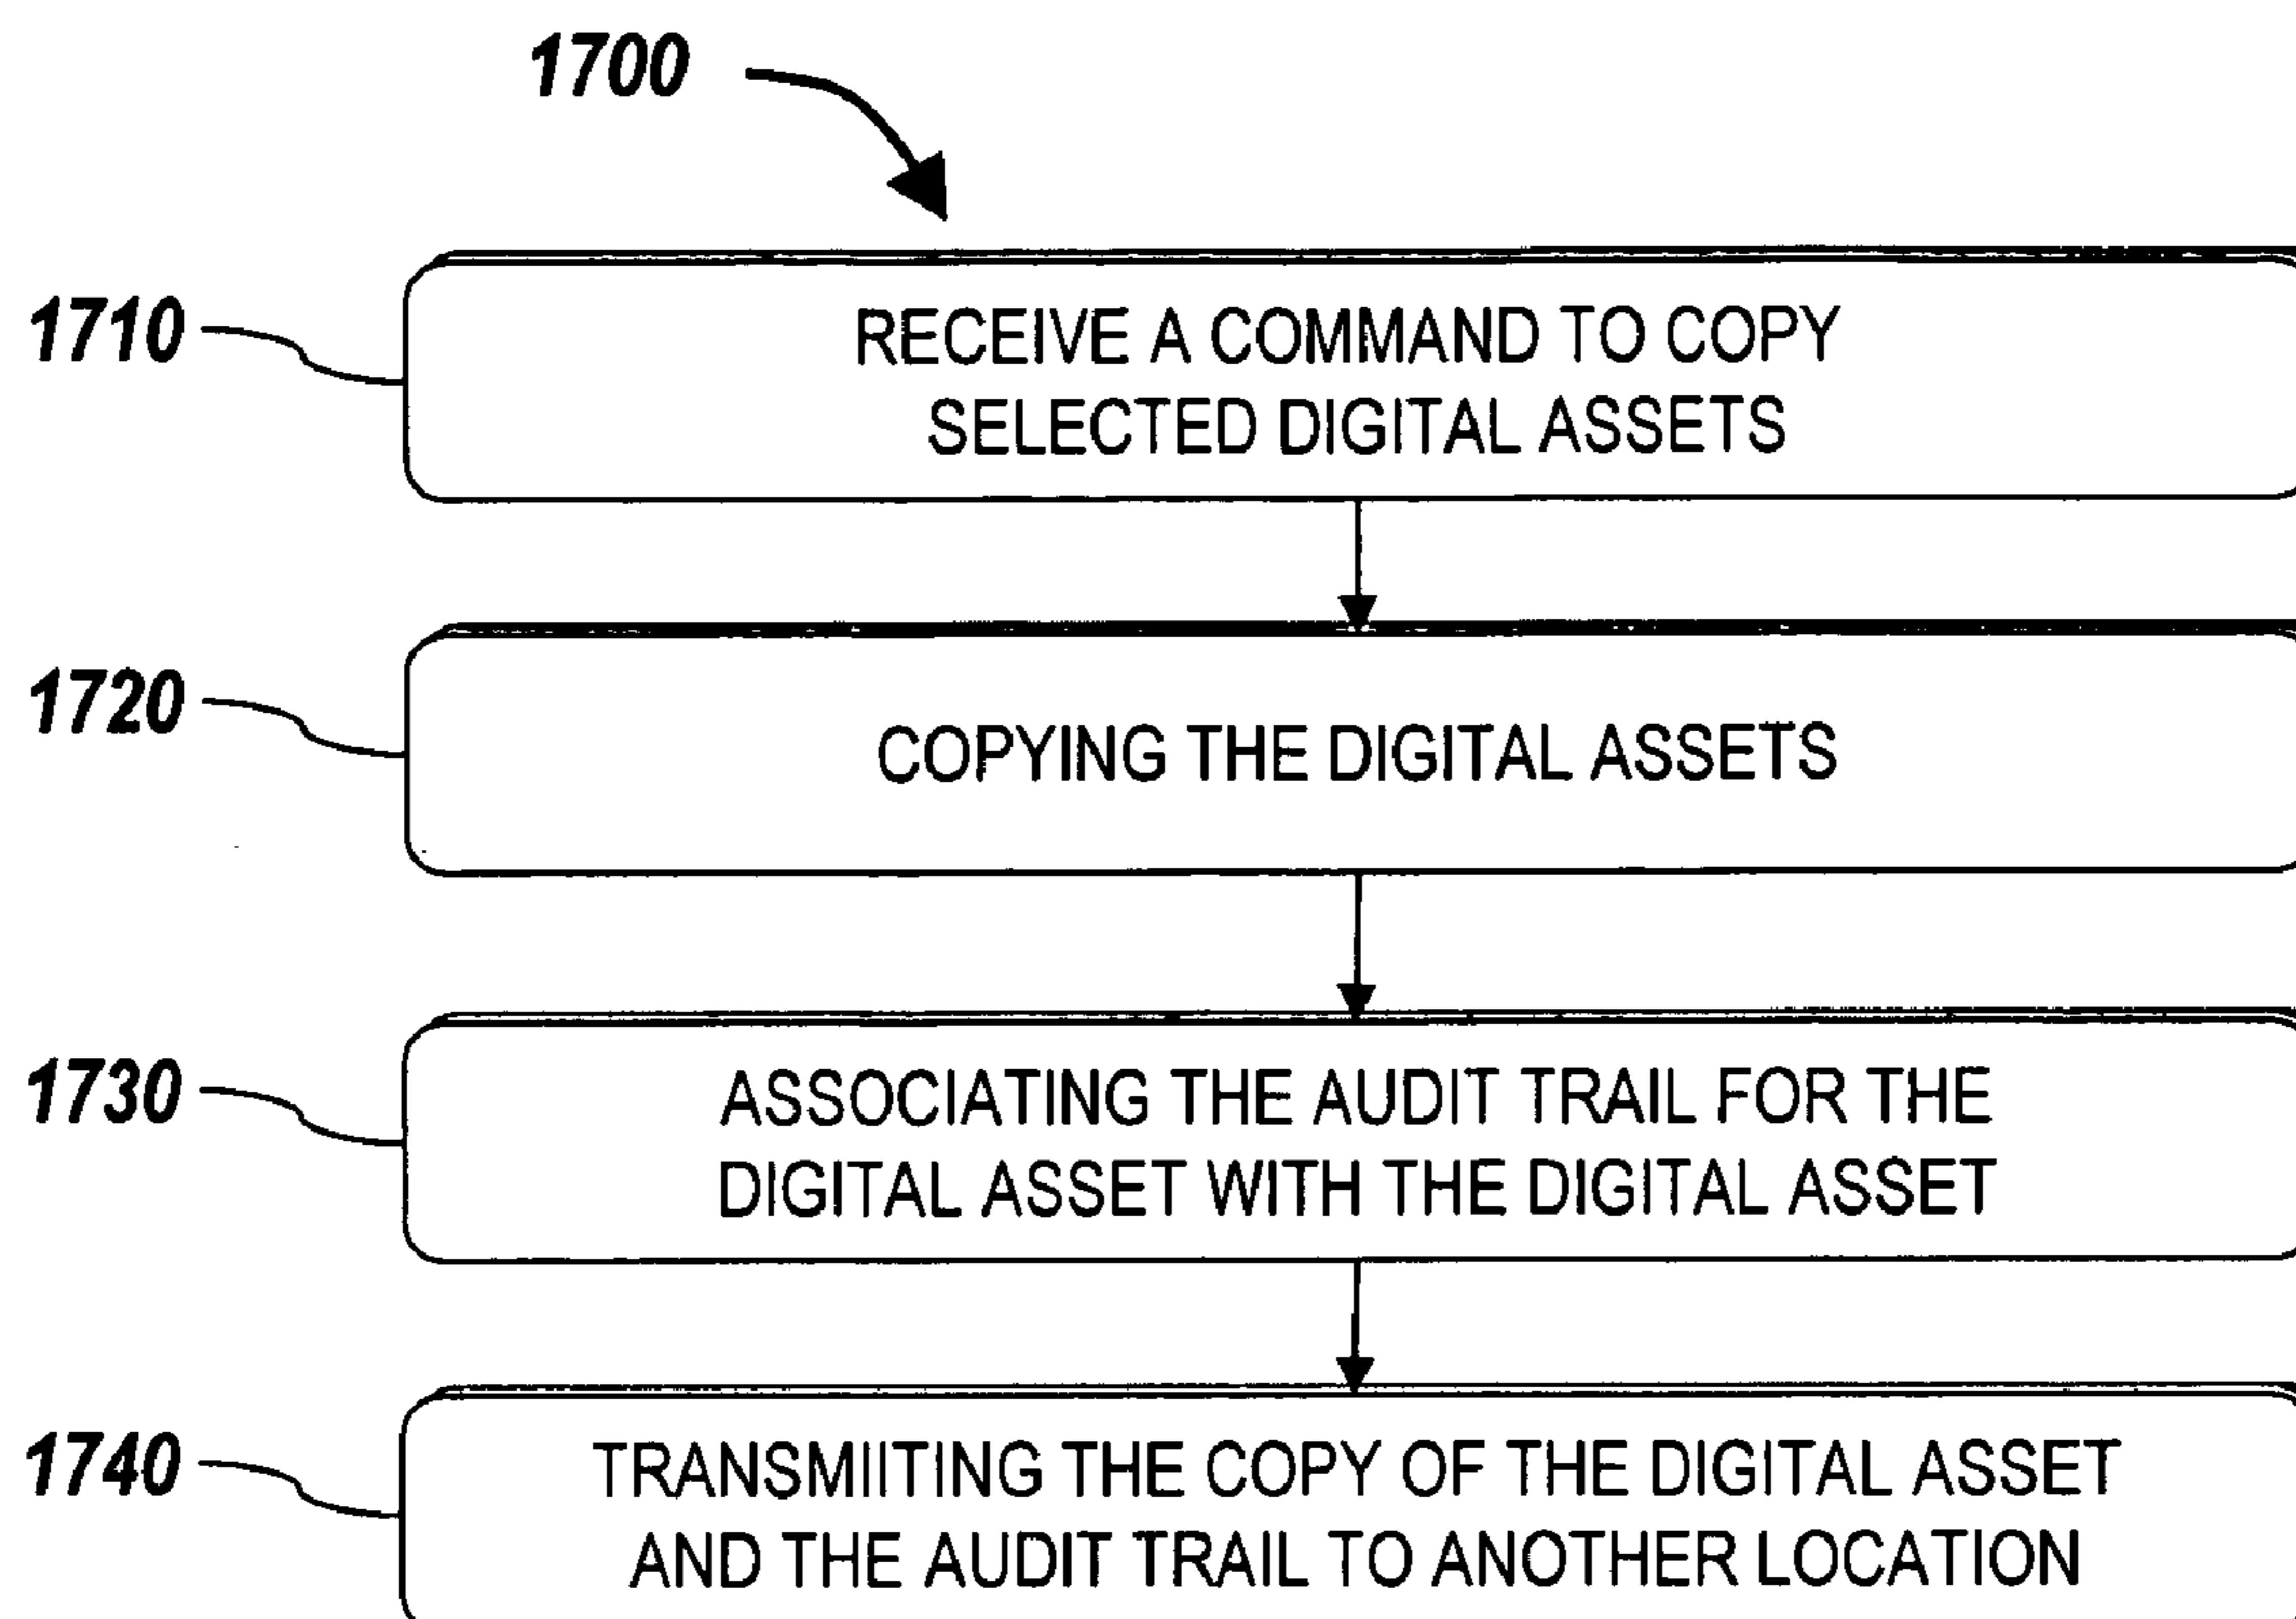 1700
1710
RECEIVE A COMMAND TO COPY
SELECTED DIGITAL ASSETS
1720
COPYING THE DIGITAL ASSETS
1730
ASSOCIATING THE AUDIT TRAIL FOR THE
DIGITAL ASSET WITH THE DIGITAL ASSET
1740
TRANSMIITING THE COPY OF THE DIGITAL ASSET
AND THE AUDIT TRAIL TO ANOTHER LOCATION